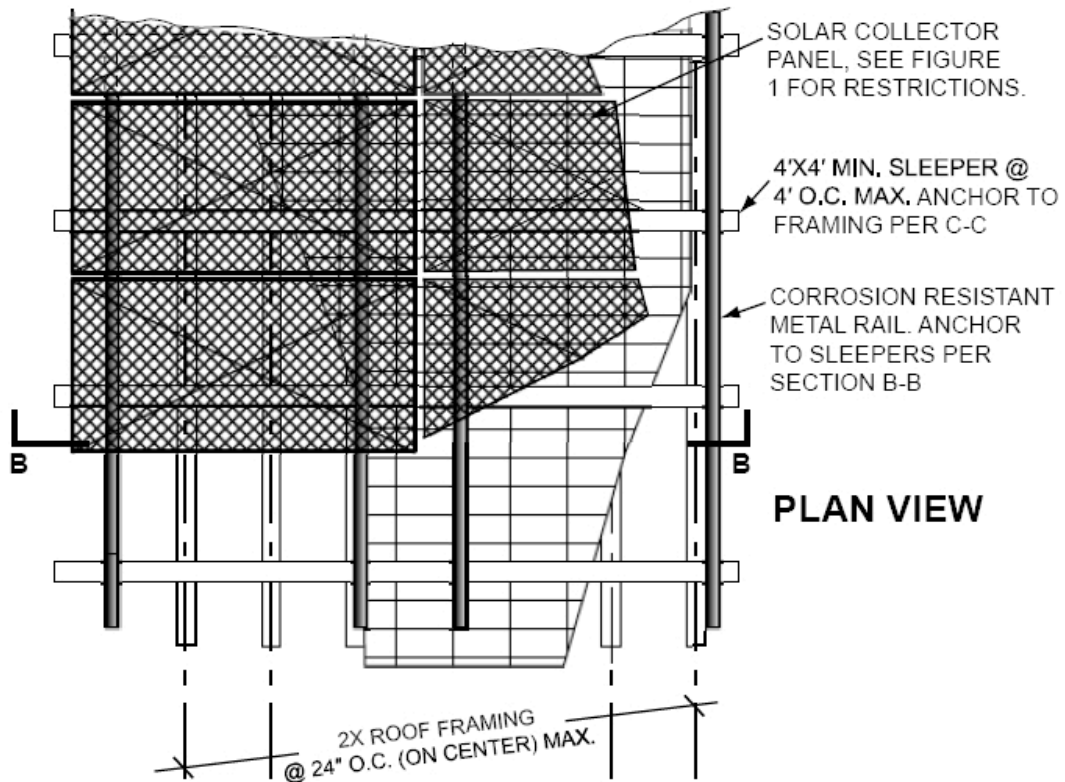 SOLAR COLLECTOR
PANEL, SEE FIGURE
1 FOR RESTRICTIONS.
4'X4' MIN. SLEEPER @
4' O.C. MAX. ANCHOR TO
FRAMING PER C-C
CORROSION RESISTANT
METAL RAIL. ANCHOR
TO SLEEPERS PER
SECTION B-B
B
B
PLAN VIEW
2X ROOF FRAMING
@ 24" O.C. (ON CENTER) MAX.